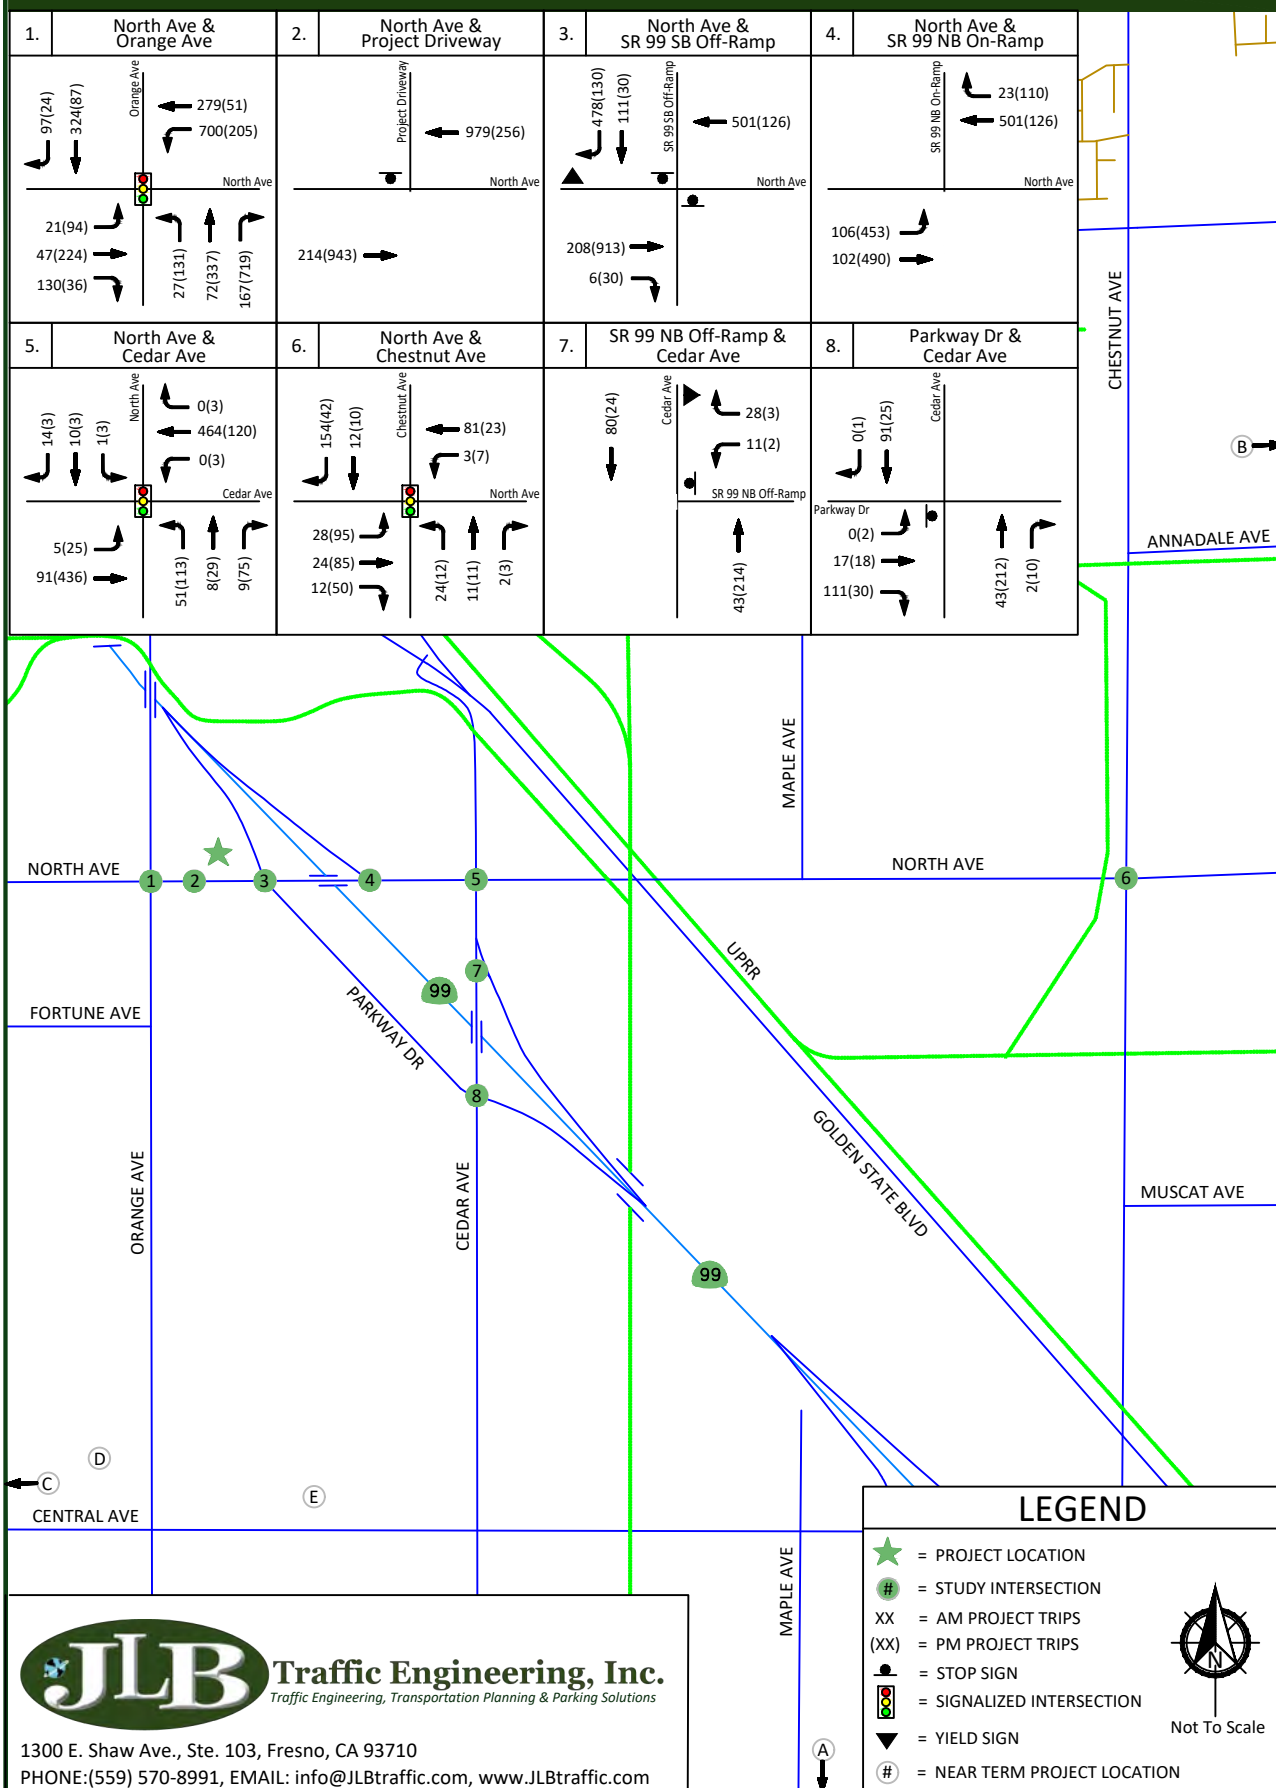 1.
North Ave &
Orange Ave
Orange Ave
97(24)
324(87)
279(51)
700(205)
North Ave
21(94)
47(224)
130(36)
27(131)
72(337)
167(719)
2.
North Ave &
Project Driveway
Project Driveway
979(256)
North Ave
214(943)
3.
North Ave &
SR 99 SB Off-Ramp
SR 99 SB Off-Ramp
478(130)
111(30)
501(126)
North Ave
208(913)
6(30)
4.
North Ave &
SR 99 NB On-Ramp
SR 99 NB On-Ramp
23(110)
501(126)
North Ave
106(453)
102(490)
5.
North Ave &
Cedar Ave
North Ave
14(3)
10(3)
1(3)
0(3)
464(120)
0(3)
Cedar Ave
5(25)
91(436)
51(113)
8(29)
9(75)
6.
North Ave &
Chestnut Ave
Chestnut Ave
154(42)
12(10)
81(23)
3(7)
North Ave
28(95)
24(85)
12(50)
24(12)
11(11)
2(3)
7.
SR 99 NB Off-Ramp &
Cedar Ave
Cedar Ave
80(24)
28(3)
11(2)
SR 99 NB Off-Ramp
43(214)
8.
Parkway Dr &
Cedar Ave
Cedar Ave
0(1)
91(25)
Parkway Dr
0(2)
17(18)
111(30)
43(212)
2(10)
CHESTNUT AVE
B
ANNADALE AVE
MAPLE AVE
NORTH AVE
NORTH AVE
1
2
3
4
5
6
UPRR
7
99
FORTUNE AVE
PARKWAY DR
8
GOLDEN STATE BLVD
ORANGE AVE
CEDAR AVE
MUSCAT AVE
99
D
C
E
CENTRAL AVE
MAPLE AVE
A
LEGEND
= PROJECT LOCATION
# = STUDY INTERSECTION
XX = AM PROJECT TRIPS
(XX) = PM PROJECT TRIPS
= STOP SIGN
= SIGNALIZED INTERSECTION
= YIELD SIGN
# = NEAR TERM PROJECT LOCATION
N
Not To Scale
JLB
Traffic Engineering, Inc.
Traffic Engineering, Transportation Planning & Parking Solutions
1300 E. Shaw Ave., Ste. 103, Fresno, CA 93710
PHONE:(559) 570-8991, EMAIL: info@JLBtraffic.com, www.JLBtraffic.com